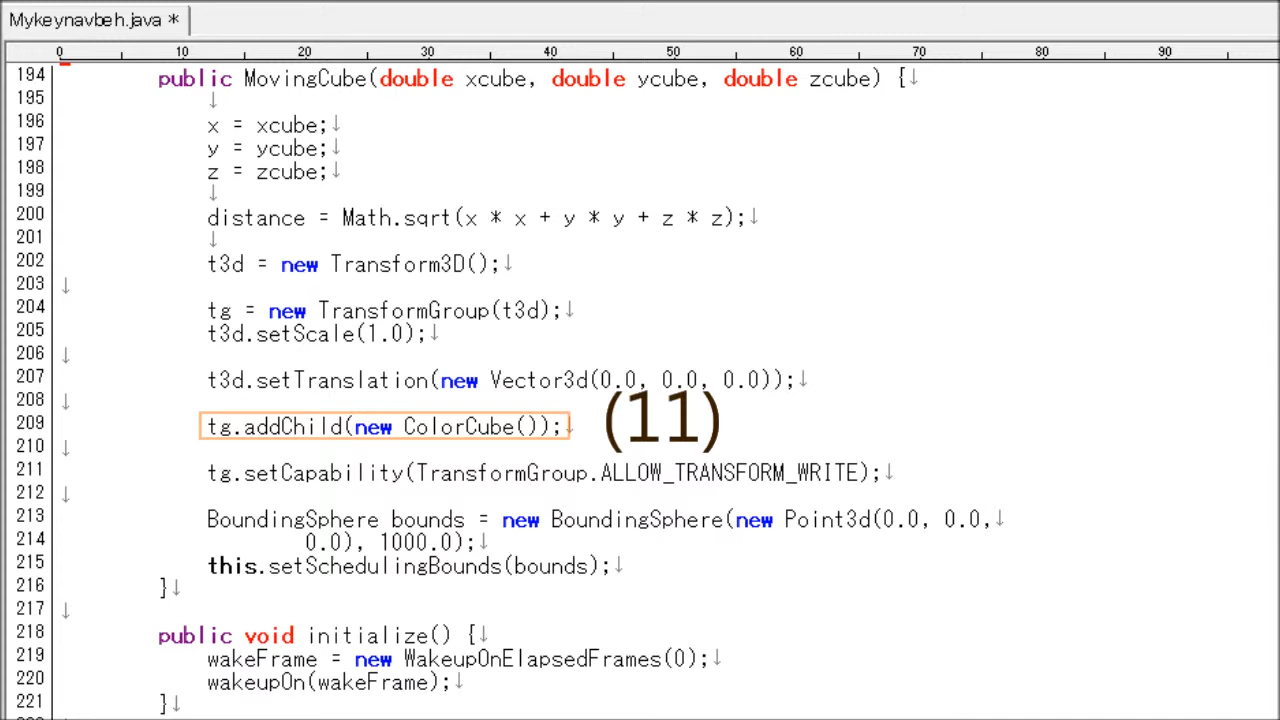 Mykeynavbeh.java *
0 10 20 30 40 50 60 70 80 90
194 public MovingCube(double xcube, double ycube, double zcube) {↓
195 ↓
196 x = xcube;↓
197 y = ycube;↓
198 z = zcube;↓
199 ↓
200 distance = Math.sqrt(x * x + y * y + z * z);↓
201 ↓
202 t3d = new Transform3D();↓
203 ↓
204 tg = new TransformGroup(t3d);↓
205 t3d.setScale(1.0);↓
206 ↓
207 t3d.setTranslation(new Vector3d(0.0, 0.0, 0.0));↓
208 ↓
209 tg.addChild(new ColorCube());↓ (11)
210 ↓
211 tg.setCapability(TransformGroup.ALLOW_TRANSFORM_WRITE);↓
212 ↓
213 BoundingSphere bounds = new BoundingSphere(new Point3d(0.0, 0.0,↓
214 0.0), 1000.0);↓
215 this.setSchedulingBounds(bounds);↓
216 }↓
217 ↓
218 public void initialize() {↓
219 wakeFrame = new WakeupOnElapsedFrames(0);↓
220 wakeupOn(wakeFrame);↓
221 }↓